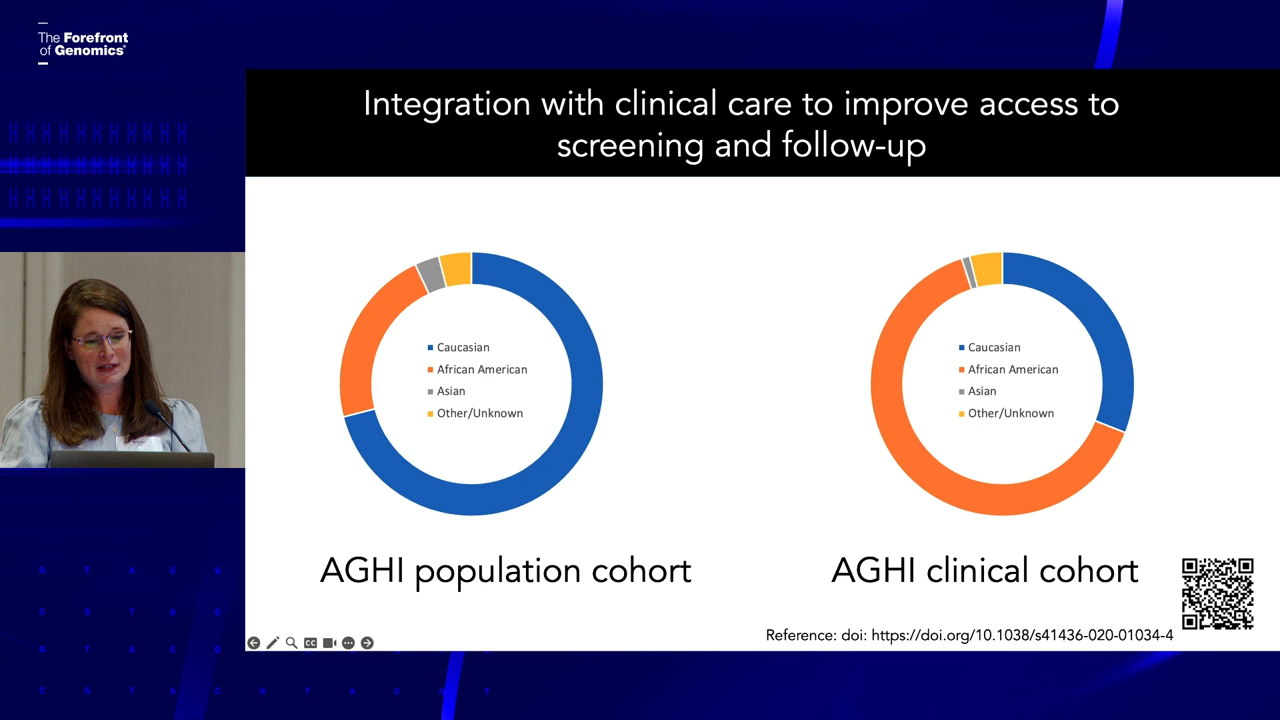 The Forefront
of Genomics
Integration with clinical care to improve access to
screening and follow-up
Caucasian
African American
Asian
Other/Unknown
AGHI population cohort
Caucasian
African American
Asian
Other/Unknown
AGHI clinical cohort
Reference: doi: https://doi.org/10.1038/s41436-020-01034-4